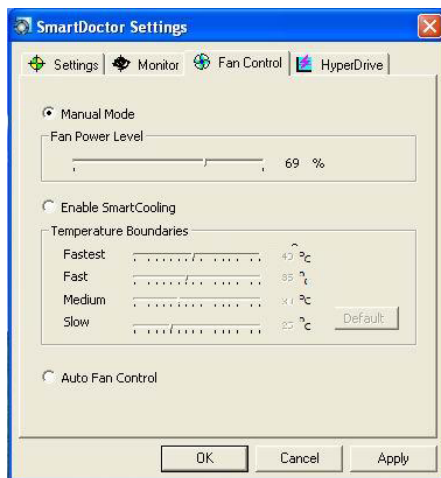 SmartDoctor Settings
Settings Monitor Fan Control HyperDrive
Manual Mode
Fan Power Level
69 %
Enable SmartCooling
Temperature Boundaries
Fastest °C
Fast
Medium °C
Slow 25 °C
Default
Auto Fan Control
OK Cancel Apply